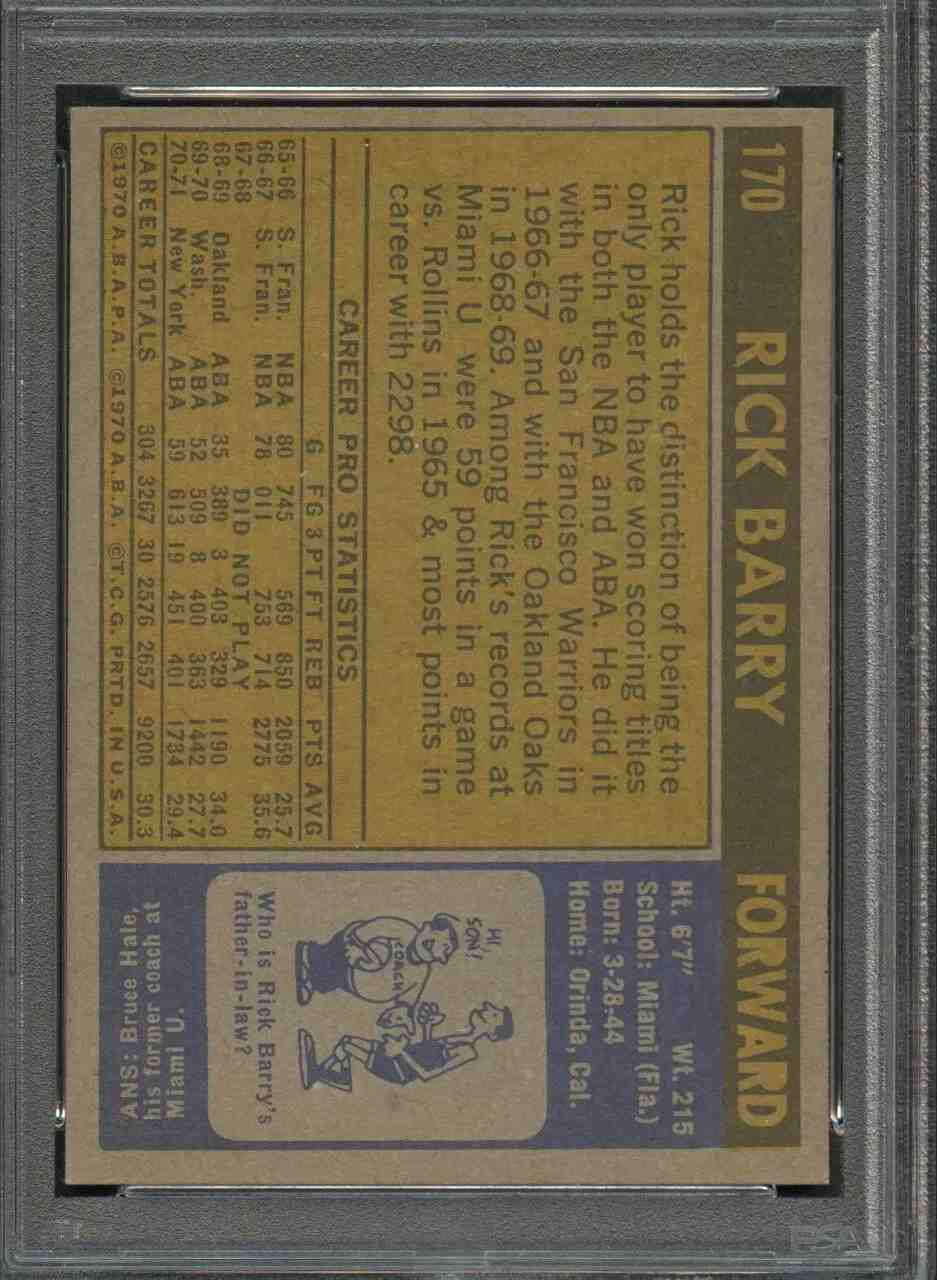 170 RICK BARRY FORWARD
Rick holds the distinction of being the
only player to have won scoring titles
in both the NBA and ABA. He did it
with the San Francisco Warriors in
1966-67 and with the Oakland Oaks
in 1968-69. Among Rick's records at
Miami U were 59 points in a game
vs. Rollins in 1965 & most points in
career with 2298.
CAREER PRO STATISTICS
G FG 3PT FT REB PTS AVG
65-66 S. Fran. NBA 80 745 569 850 2059 25.7
66-67 S. Fran. NBA 78 011 753 714 2775 35.6
67-68 DID NOT PLAY
68-69 Oakland ABA 35 389 3 403 329 1190 34.0
69-70 Wash. ABA 52 509 8 400 363 1442 27.7
70-71 New York ABA 59 613 19 451 401 1734 29.4
CAREER TOTALS 304 3267 30 2576 2657 9200 30.3
©1970 A.B.A.P.A. ©1970 A.B.A. ©T.C.G. PRTD. IN U.S.A.
Ht. 6'7" Wt. 215
School: Miami (Fla.)
Born: 3-28-44
Home: Orinda, Cal.
HI,
SON!
COACH
Who is Rick Barry's
father-in-law?
ANS: Bruce Hale,
his former coach at
Miami U.
PSA